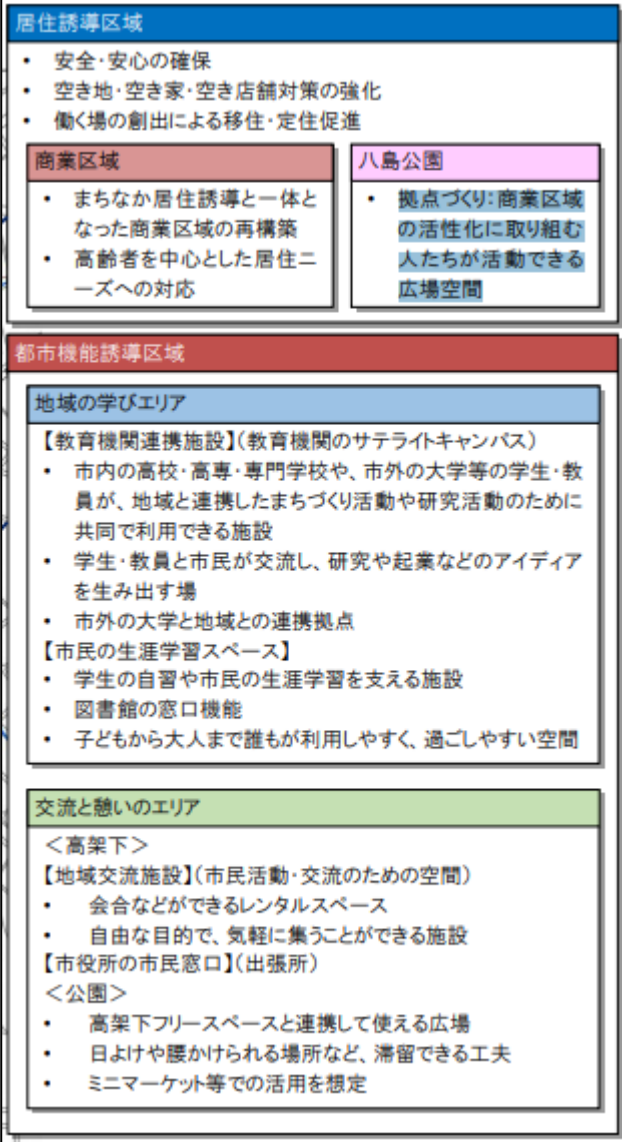 居住誘導区域
• 安全・安心の確保
• 空き地・空き家・空き店舗対策の強化
• 働く場の創出による移住・定住促進
商業区域
• まちなか居住誘導と一体と
なった商業区域の再構築
• 高齢者を中心とした居住ニ
ーズへの対応
八島公園
• 拠点づくり：商業区域
の活性化に取り組む
人たちが活動できる
広場空間
都市機能誘導区域
地域の学びエリア
【教育機関連携施設】（教育機関のサテライトキャンパス）
• 市内の高校・高専・専門学校や、市外の大学等の学生・教
員が、地域と連携したまちづくり活動や研究活動のために
共同で利用できる施設
• 学生・教員と市民が交流し、研究や起業などのアイディア
を生み出す場
• 市外の大学と地域との連携拠点
【市民の生涯学習スペース】
• 学生の自習や市民の生涯学習を支える施設
• 図書館の窓口機能
• 子どもから大人まで誰もが利用しやすく、過ごしやすい空間
交流と憩いのエリア
＜高架下＞
【地域交流施設】（市民活動・交流のための空間）
• 会合などができるレンタルスペース
• 自由な目的で、気軽に集うことができる施設
【市役所の市民窓口】（出張所）
＜公園＞
• 高架下フリースペースと連携して使える広場
• 日よけや腰かけられる場所など、滞留できる工夫
• ミニマーケット等での活用を想定